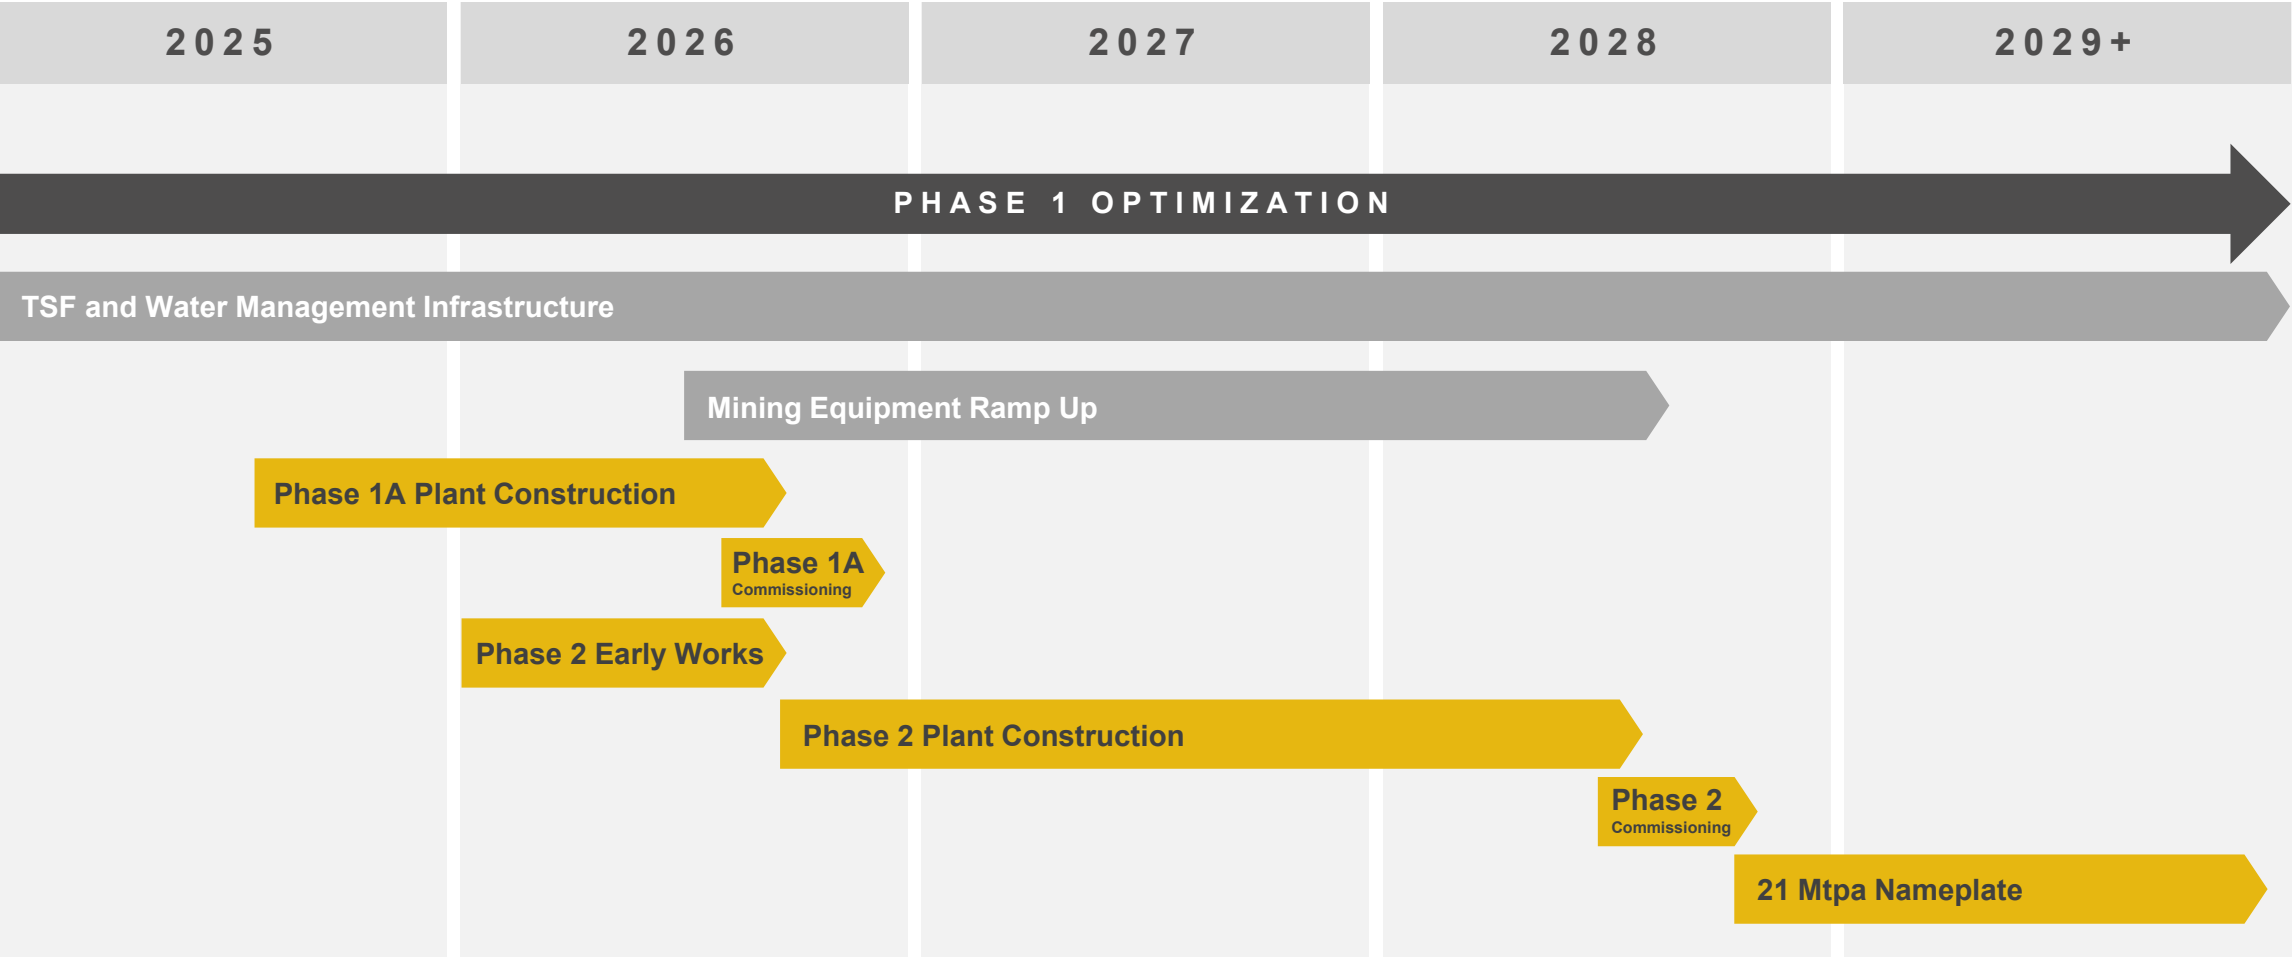 2025
2026
2027
2028
2029+
PHASE 1 OPTIMIZATION
TSF and Water Management Infrastructure
Mining Equipment Ramp Up
Phase 1A Plant Construction
Phase 1A
Commissioning
Phase 2 Early Works
Phase 2 Plant Construction
Phase 2
Commissioning
21 Mtpa Nameplate